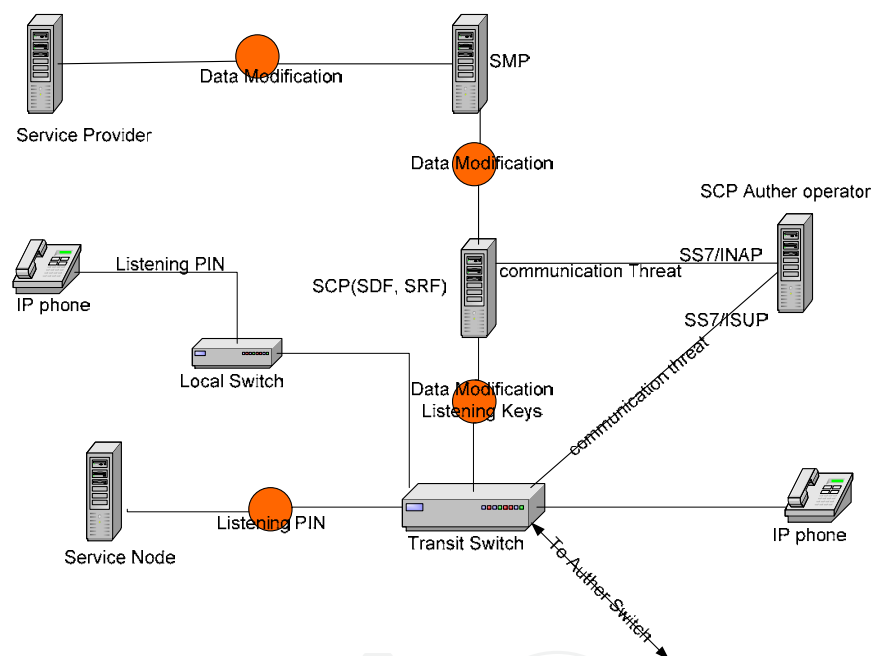 SMP
Data Modification
Service Provider
Data Modification
SCP Auther operator
Listening PIN
SS7/INAP
communication Threat
IP phone
SCP(SDF, SRF)
SS7/ISUP
communication threat
Local Switch
Data Modification
Listening Keys
Listening PIN
Service Node
Transit Switch
IP phone
To Auther Switch